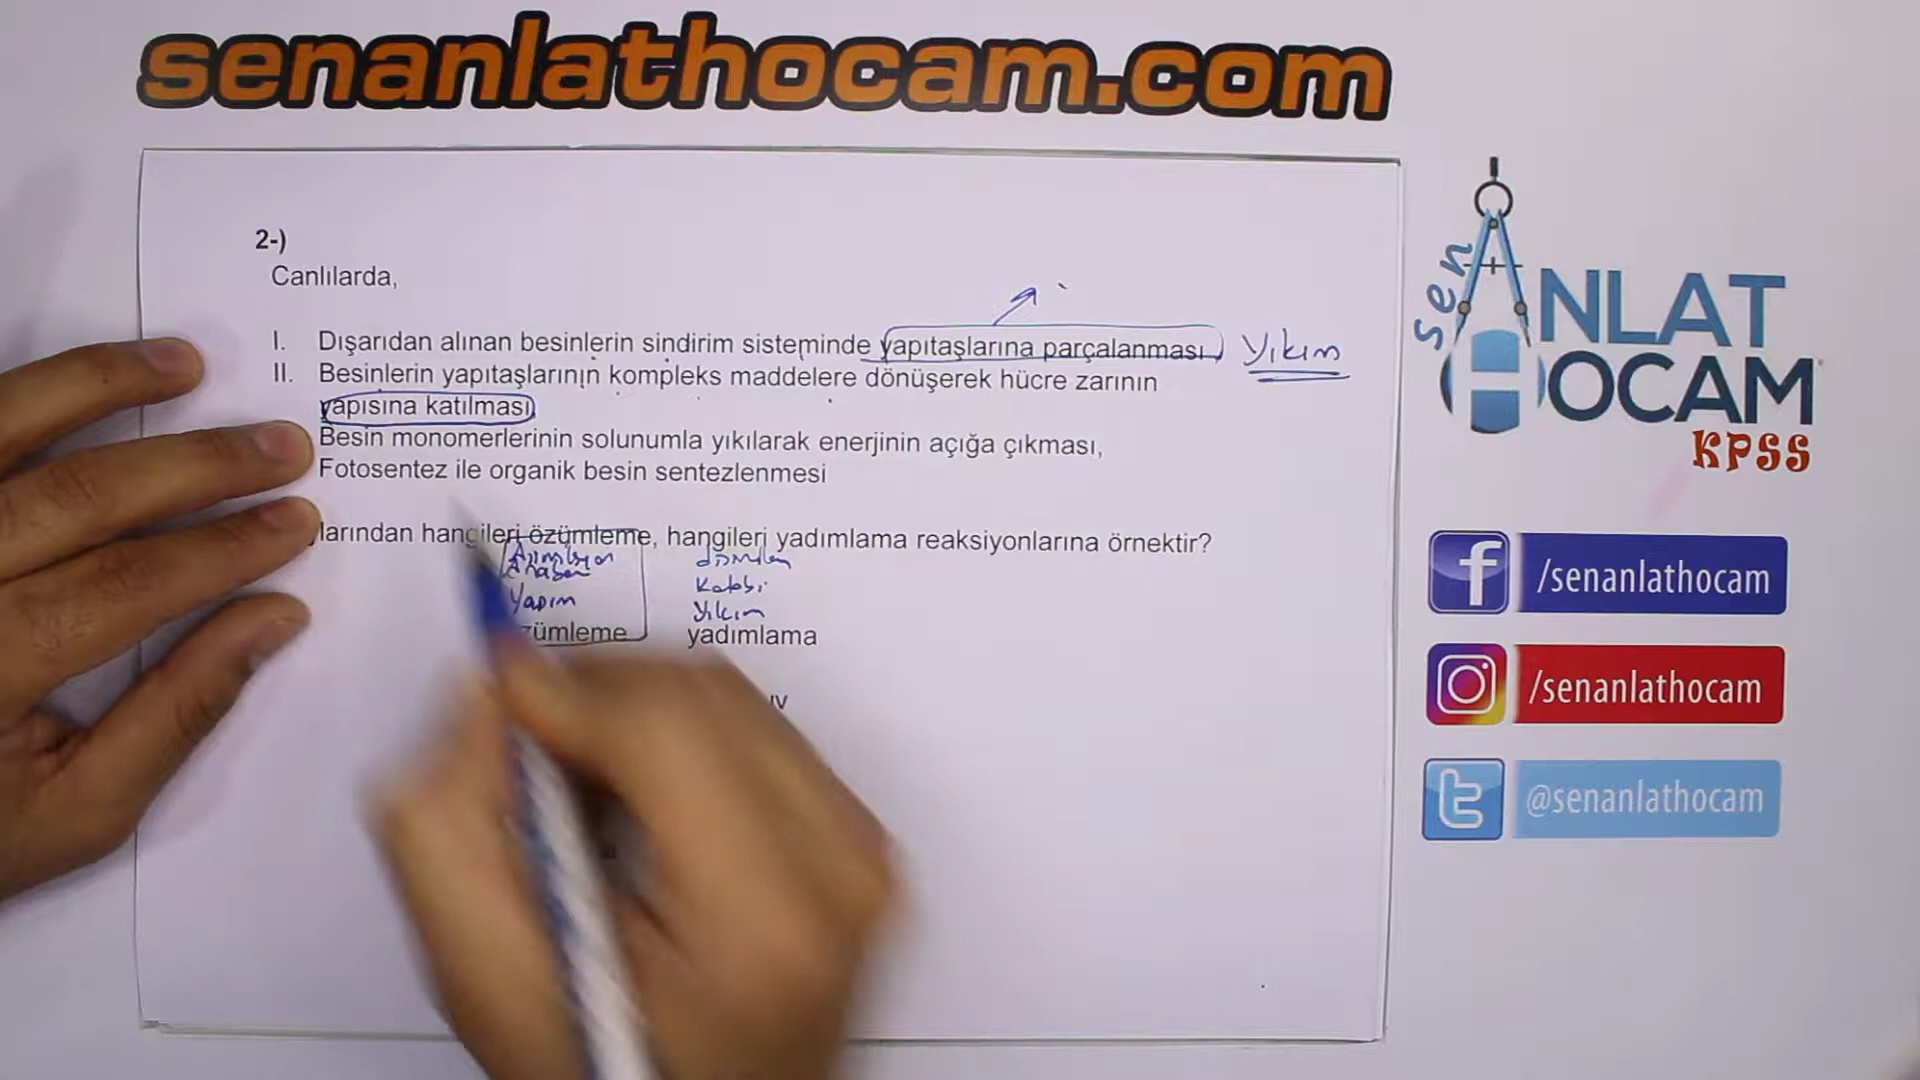 senanlathocam.com
2-)
Canlılarda,
I. Dışarıdan alınan besinlerin sindirim sisteminde yapıtaşlarına parçalanması, yıkım
II. Besinlerin yapıtaşlarının kompleks maddelere dönüşerek hücre zarının
yapısına katılması,
Besin monomerlerinin solunumla yıkılarak enerjinin açığa çıkması,
Fotosentez ile organik besin sentezlenmesi
larından hangileri özümleme, hangileri yadımlama reaksiyonlarına örnektir?
Yapım
yıkım
zümleme yadımlama
IV
sen
ANLAT
HOCAM
KPSS
/senanlathocam
/senanlathocam
@senanlathocam